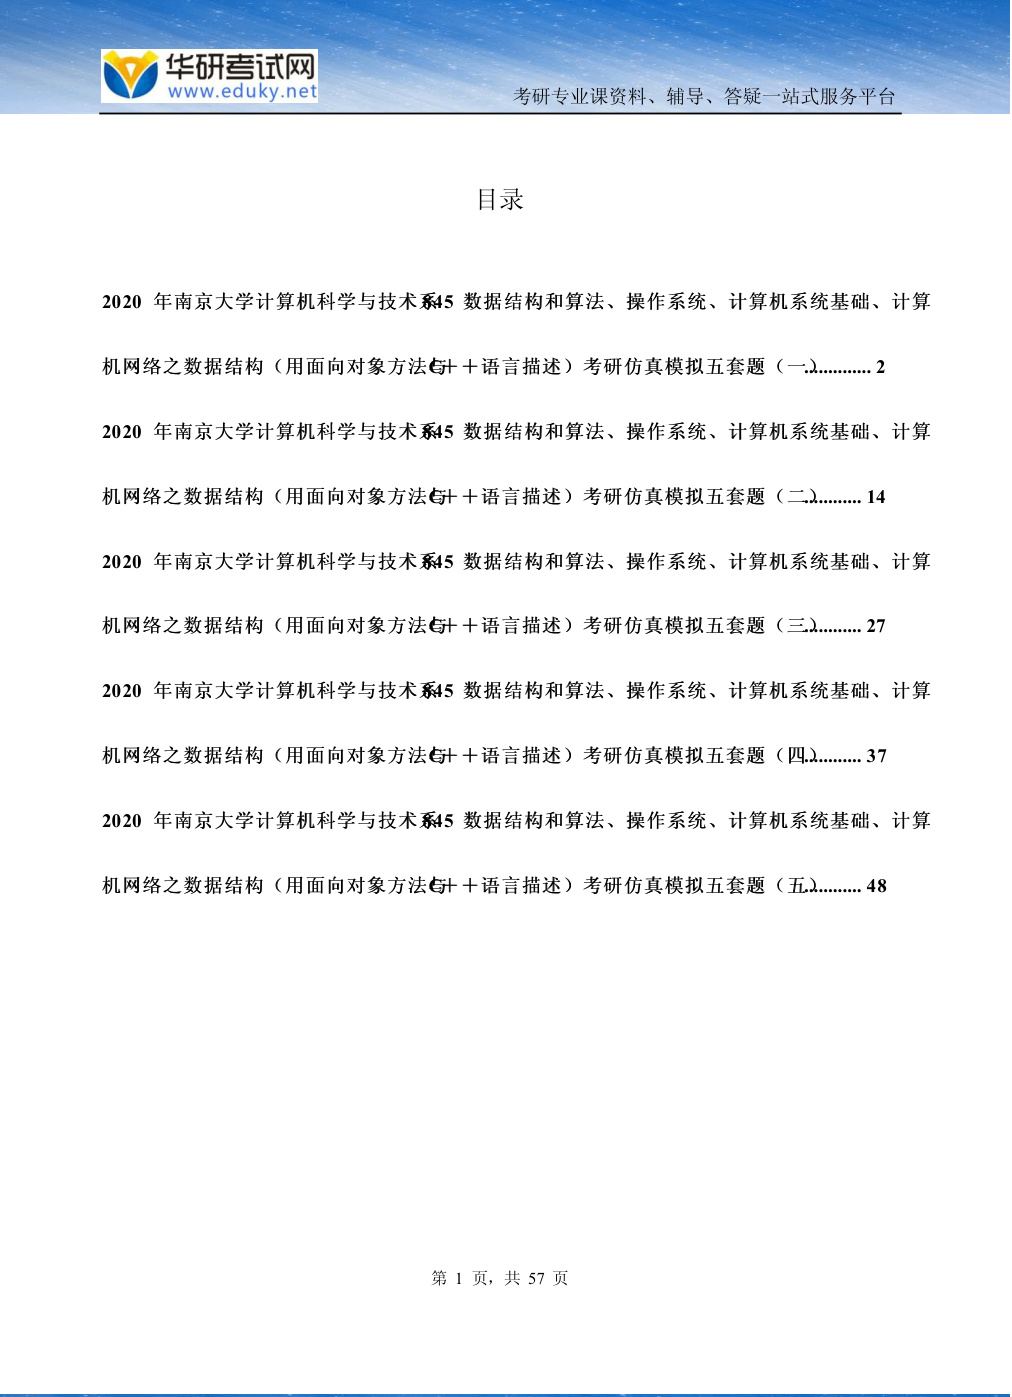 华研考试网
www.eduky.net
考研专业课资料、辅导、答疑一站式服务平台
目录
2020 年南京大学计算机科学与技术系845 数据结构和算法、操作系统、计算机系统基础、计算
机网络之数据结构(用面向对象方法与C++语言描述)考研仿真模拟五套题(一)............. 2
2020 年南京大学计算机科学与技术系845 数据结构和算法、操作系统、计算机系统基础、计算
机网络之数据结构(用面向对象方法与C++语言描述)考研仿真模拟五套题(二)........... 14
2020 年南京大学计算机科学与技术系845 数据结构和算法、操作系统、计算机系统基础、计算
机网络之数据结构(用面向对象方法与C++语言描述)考研仿真模拟五套题(三)........... 27
2020 年南京大学计算机科学与技术系845 数据结构和算法、操作系统、计算机系统基础、计算
机网络之数据结构(用面向对象方法与C++语言描述)考研仿真模拟五套题(四)........... 37
2020 年南京大学计算机科学与技术系845 数据结构和算法、操作系统、计算机系统基础、计算
机网络之数据结构(用面向对象方法与C++语言描述)考研仿真模拟五套题(五)........... 48
第 1 页,共 57 页